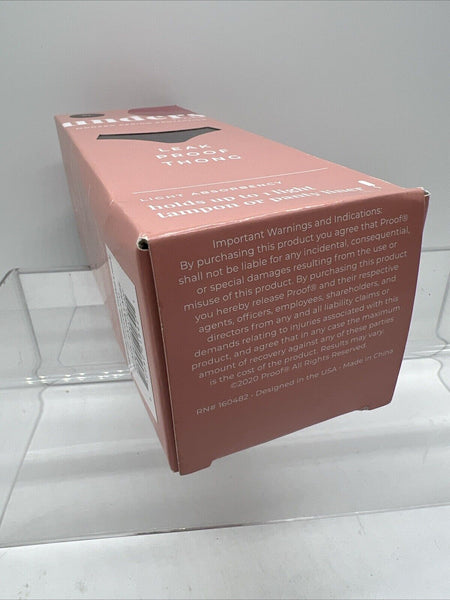 unders
LEAK
PROOF
THONG
LIGHT ABSORBENCY
holds up to 1 light
tampon or panty liner
Important Warnings and Indications:
By purchasing this product you agree that Proof®
shall not be liable for any incidental, consequential,
or special damages resulting from the use or
misuse of this product. By purchasing this product
you hereby release Proof® and their respective
agents, officers, employees, shareholders, and
directors from any and all liability claims or
demands relating to injuries associated with this
product, and agree that in any case the maximum
amount of recovery against any of these parties
is the cost of the product. Results may vary.
©2020 Proof® All Rights Reserved.
RN# 160482 • Designed in the USA • Made in China